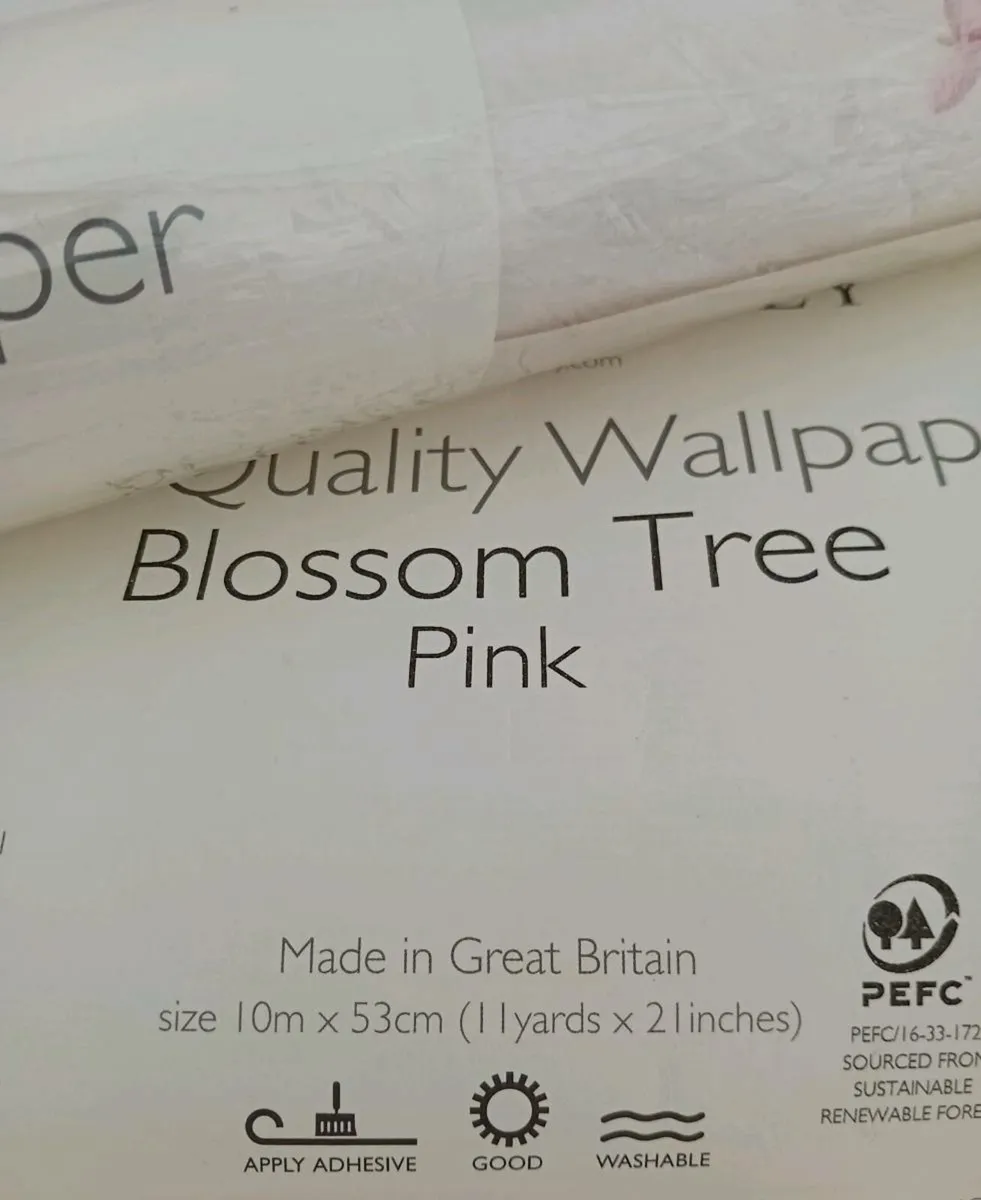 per
Quality Wallpap
Blossom Tree
Pink
Made in Great Britain
size 10m x 53cm (11yards x 21inches)
APPLY ADHESIVE
GOOD
WASHABLE
PEFC™
PEFC/16-33-172
SOURCED FROM
SUSTAINABLE
RENEWABLE FORE